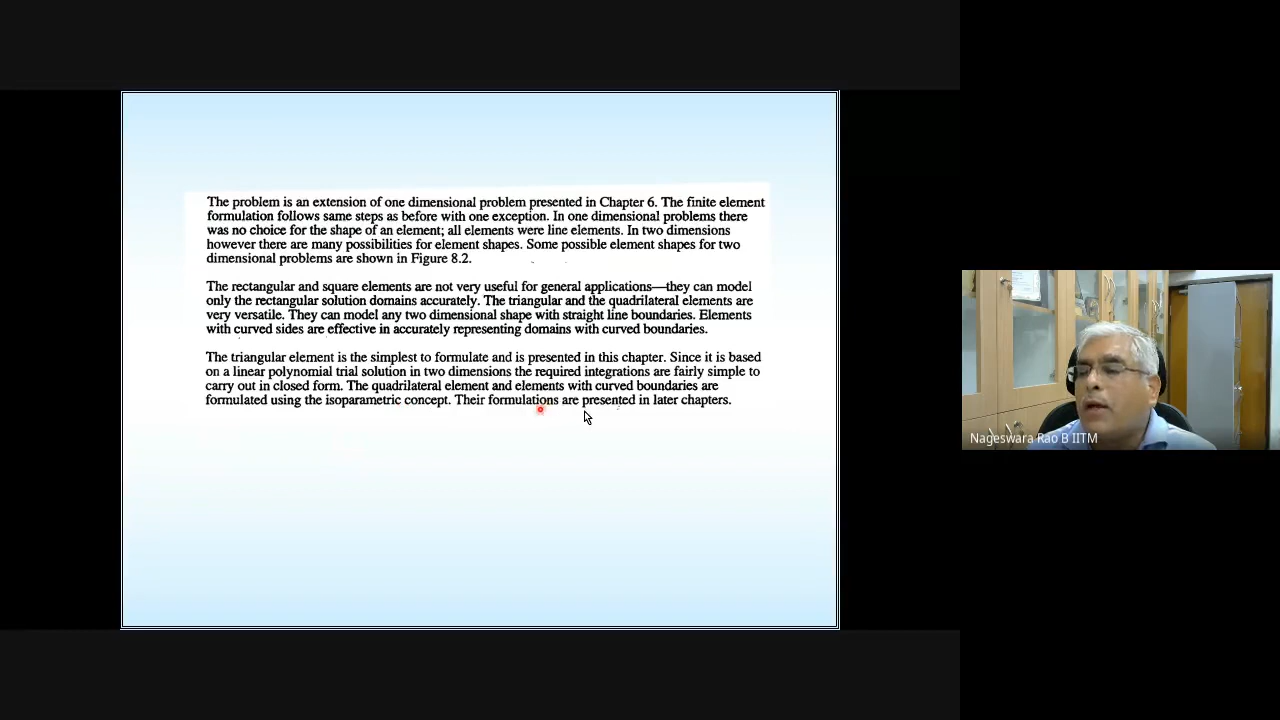 The problem is an extension of one dimensional problem presented in Chapter 6. The finite element
formulation follows same steps as before with one exception. In one dimensional problems there
was no choice for the shape of an element; all elements were line elements. In two dimensions
however there are many possibilities for element shapes. Some possible element shapes for two
dimensional problems are shown in Figure 8.2.
The rectangular and square elements are not very useful for general applications—they can model
only the rectangular solution domains accurately. The triangular and the quadrilateral elements are
very versatile. They can model any two dimensional shape with straight line boundaries. Elements
with curved sides are effective in accurately representing domains with curved boundaries.
The triangular element is the simplest to formulate and is presented in this chapter. Since it is based
on a linear polynomial trial solution in two dimensions the required integrations are fairly simple to
carry out in closed form. The quadrilateral element and elements with curved boundaries are
formulated using the isoparametric concept. Their formulations are presented in later chapters.
Nageswara Rao B IITM